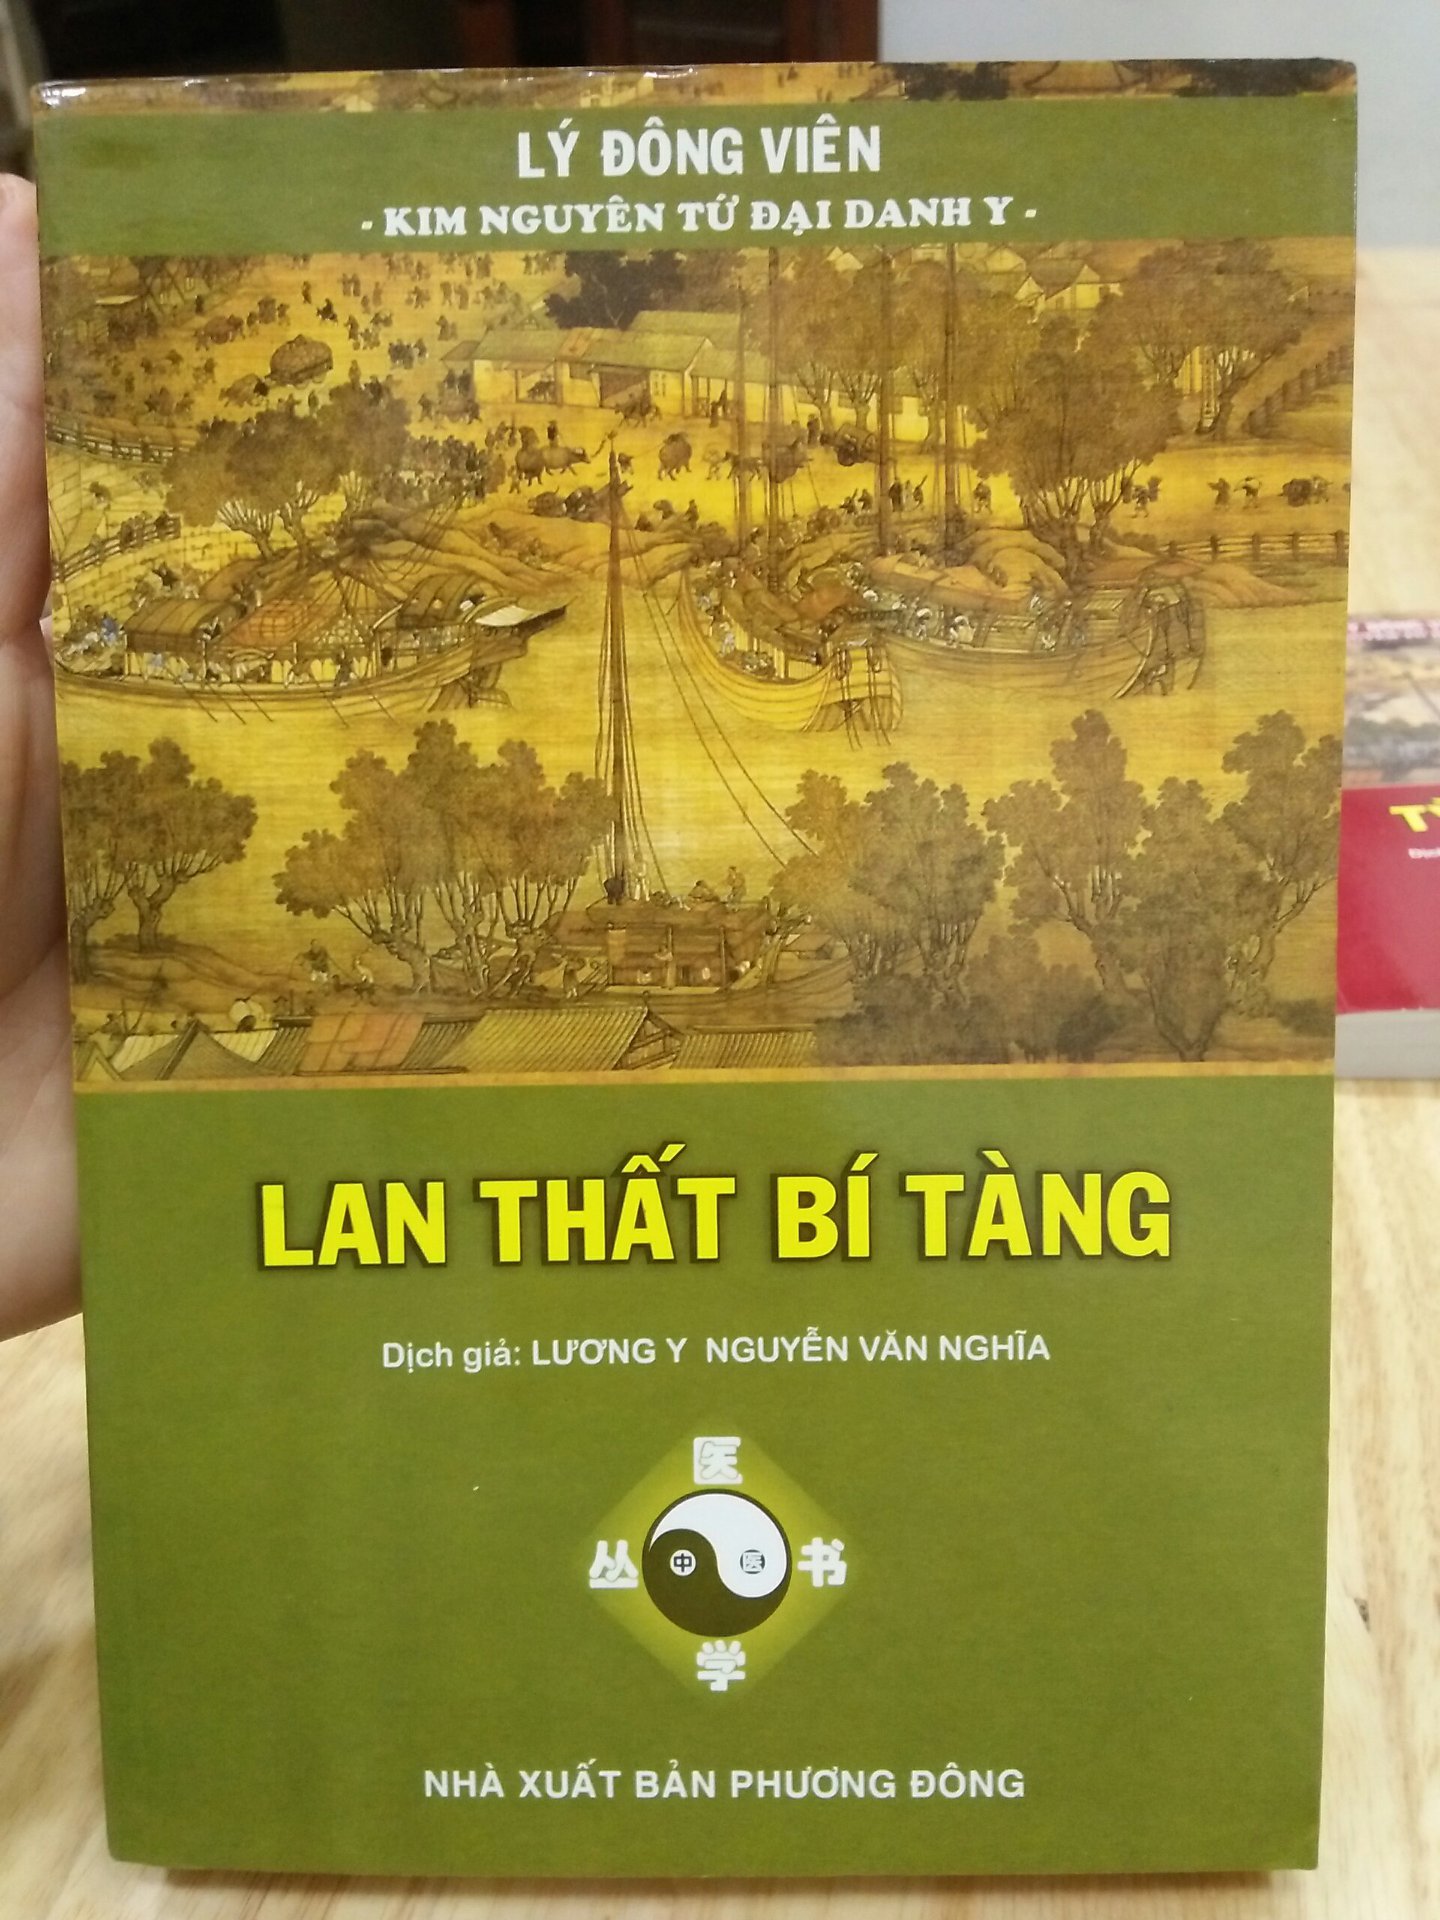 LÝ ĐÔNG VIÊN
- KIM NGUYÊN TỨ ĐẠI DANH Y -
LAN THẤT BÍ TÀNG
Dịch giả: LƯƠNG Y NGUYỄN VĂN NGHĨA
医
丛 中 医 书
学
NHÀ XUẤT BẢN PHƯƠNG ĐÔNG